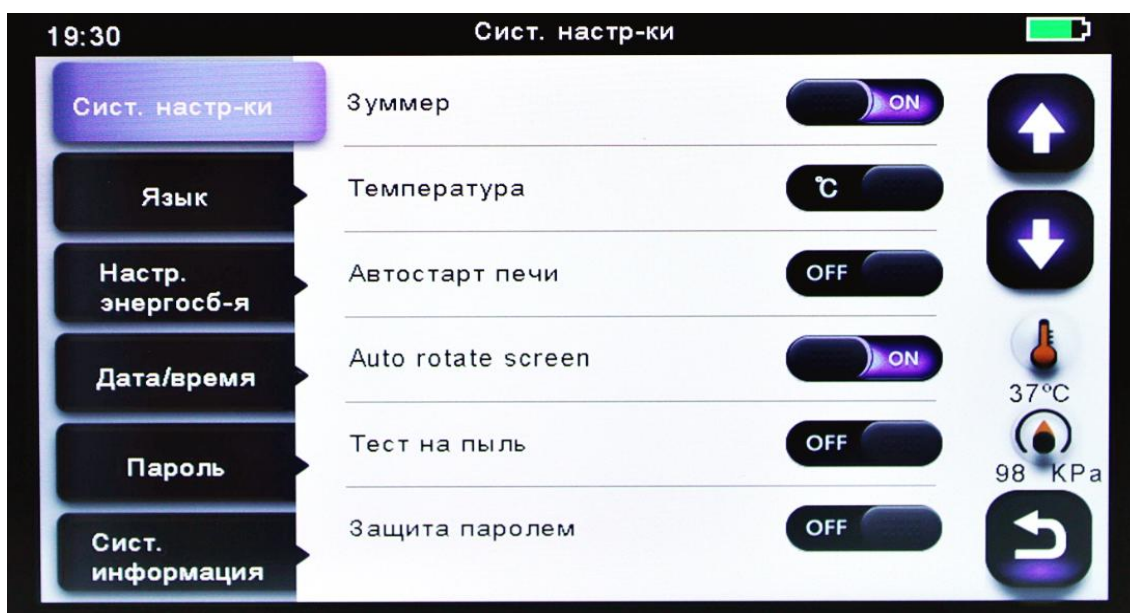 19:30
Сист. настр-ки
Сист. настр-ки
Язык
Настр.
энергосб-я
Дата/время
Пароль
Сист.
информация
Зуммер
ON
Температура
℃
Автостарт печи
OFF
Auto rotate screen
ON
Тест на пыль
OFF
Защита паролем
OFF
37°C
98 KPa